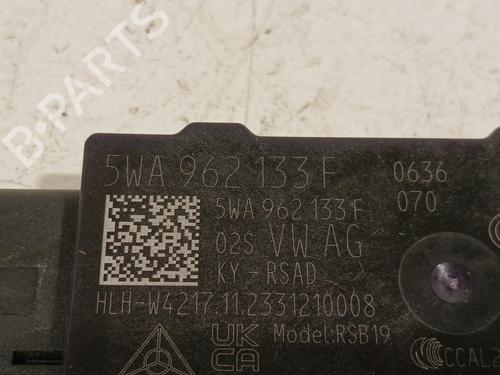 B-PARTS
5WA 962 133 F
0636
5WA 962 133 F
070
02S VW AG
KY - RSAD
HLH-W4217.11.2331210008
UK
CA
Model:RSB19
CCAL2